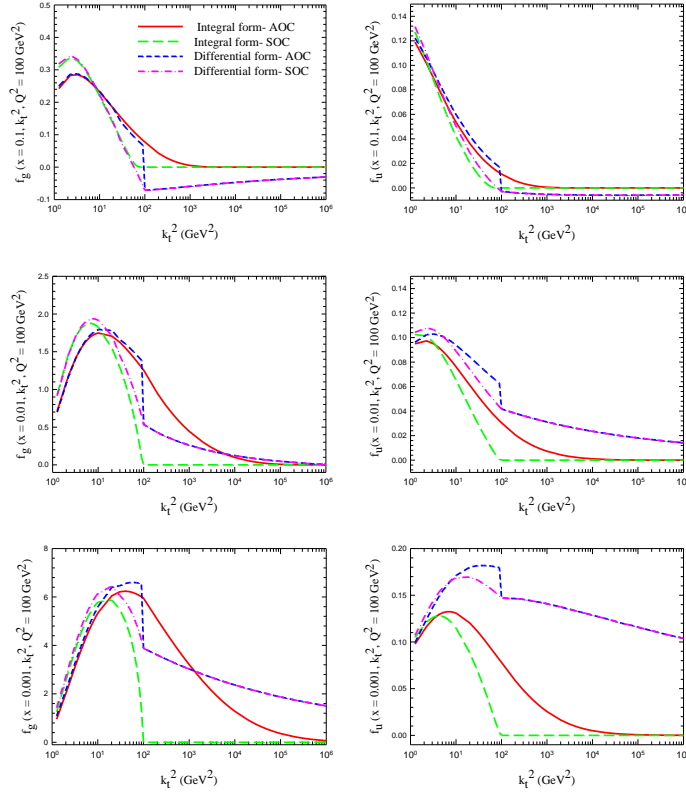 f_g ( x = 0.1, k_t^2, Q^2 = 100 GeV^2)
0.5
0.4
0.3
0.2
0.1
0.0
-0.1
Integral form- AOC
Integral form- SOC
Differential form- AOC
Differential form- SOC
10^0 10^1 10^2 10^3 10^4 10^5 10^6
k_t^2 (GeV^2)
f_u ( x = 0.1, k_t^2, Q^2 = 100 GeV^2)
0.14
0.12
0.10
0.08
0.06
0.04
0.02
0.00
10^0 10^1 10^2 10^3 10^4 10^5
k_t^2 (GeV^2)
f_g ( x = 0.01, k_t^2, Q^2 = 100 GeV^2)
2.5
2.0
1.5
1.0
0.5
0.0
10^0 10^1 10^2 10^3 10^4 10^5 10^6
k_t^2 (GeV^2)
f_u(x = 0.01, k_t^2, Q^2 = 100 GeV^2)
0.14
0.12
0.10
0.08
0.06
0.04
0.02
0.00
10^0 10^1 10^2 10^3 10^4 10^5
k_t^2 (GeV^2)
f_g ( x = 0.001, k_t^2, Q^2 = 100 GeV^2)
8
6
4
2
0
10^0 10^1 10^2 10^3 10^4 10^5 10^6
k_t^2 (GeV^2)
f_u ( x = 0.001, k_t^2, Q^2 = 100 GeV^2)
0.20
0.15
0.10
0.05
0.00
10^0 10^1 10^2 10^3 10^4 10^5
k_t^2 (GeV^2)